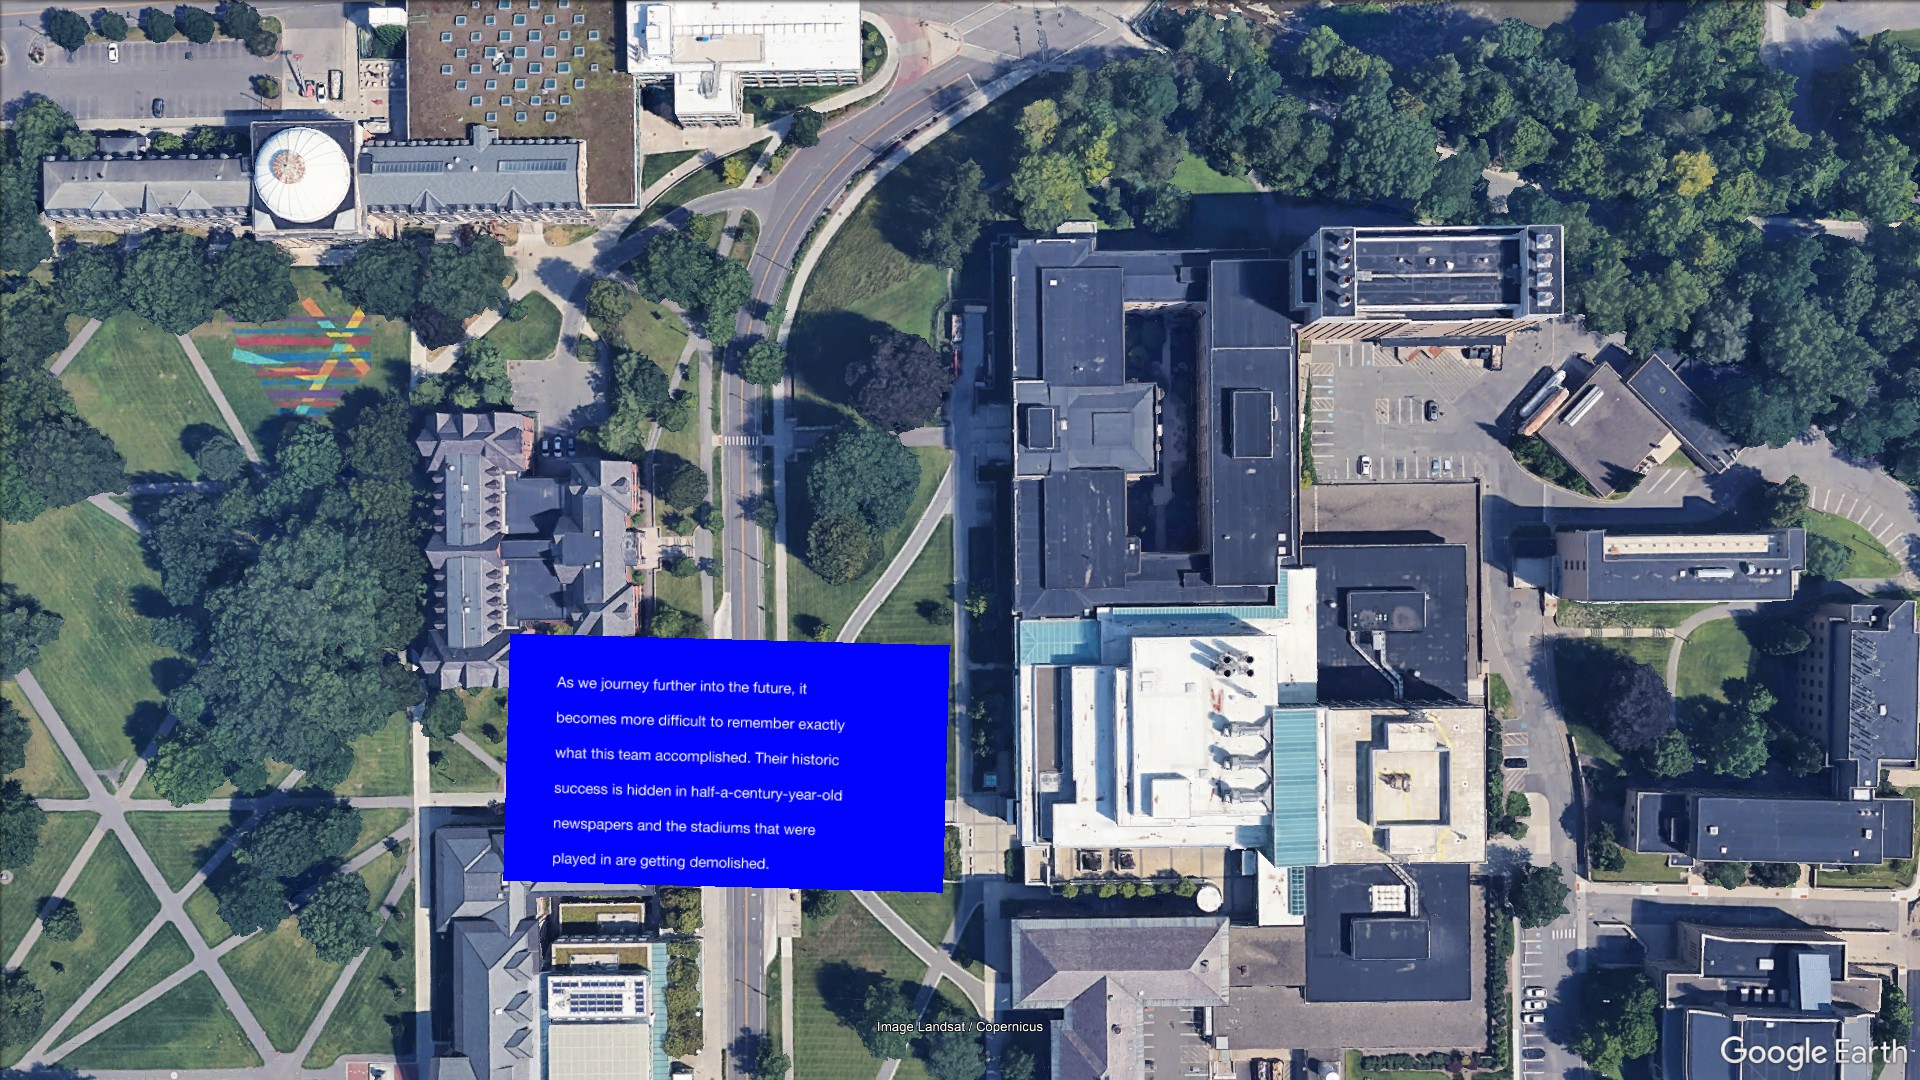 As we journey further into the future, it
becomes more difficult to remember exactly
what this team accomplished. Their historic
success is hidden in half-a-century-year-old
newspapers and the stadiums that were
played in are getting demolished.
Image Landsat / Copernicus
Google Earth